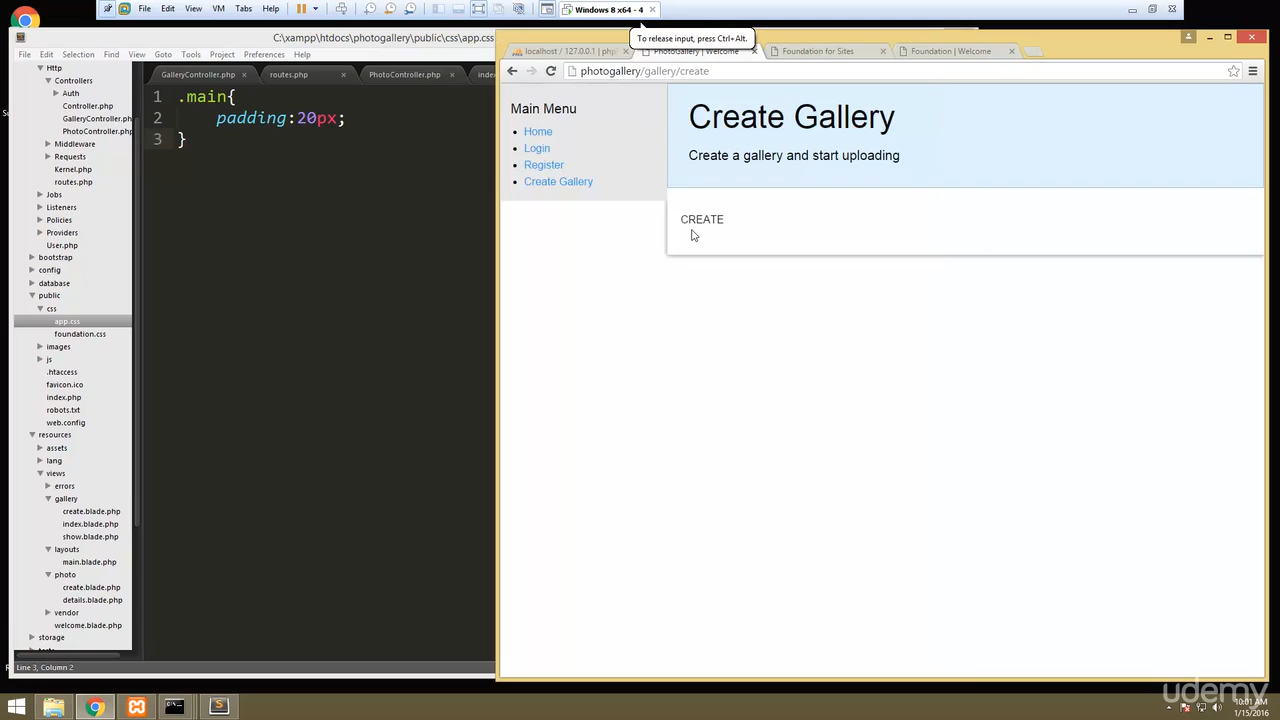 File Edit View VM Tabs Help
Windows 8 x64 - 4
To release input, press Ctrl+Alt.
C:\xampp\htdocs\photogallery\public\css\app.css
File Edit Selection Find View Goto Tools Project Preferences Help
GalleryController.php
routes.php
PhotoController.php
Http
Controllers
Auth
Controller.php
GalleryController.php
PhotoController.php
Middleware
Requests
Kernel.php
routes.php
Jobs
Listeners
Policies
Providers
User.php
bootstrap
config
database
public
css
app.css
foundation.css
images
js
.htaccess
favicon.ico
index.php
robots.txt
web.config
resources
assets
lang
views
errors
gallery
create.blade.php
index.blade.php
show.blade.php
layouts
main.blade.php
photo
create.blade.php
details.blade.php
vendor
welcome.blade.php
storage
1 .main{
2 padding:20px;
3 }
Line 3, Column 2
localhost / 127.0.0.1 | php
PhotoGallery | Welcome
Foundation for Sites
Foundation | Welcome
photogallery/gallery/create
Main Menu
Home
Login
Register
Create Gallery
Create Gallery
Create a gallery and start uploading
CREATE
udemy
10:01 AM
1/15/2016